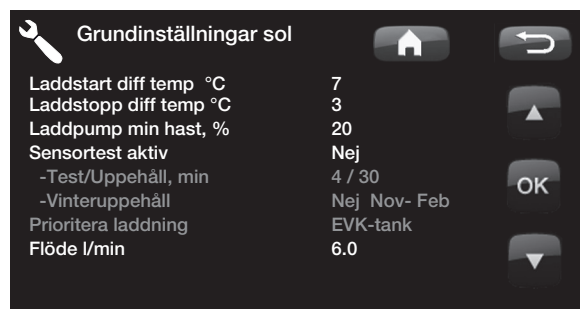 Grundinställningar sol
Laddstart diff temp °C 7
Laddstopp diff temp °C 3
Laddpump min hast, % 20
Sensortest aktiv Nej
-Test/Uppehåll, min 4 / 30
-Vinteruppehåll Nej Nov- Feb
Prioritera laddning EVK-tank
Flöde l/min 6.0
OK